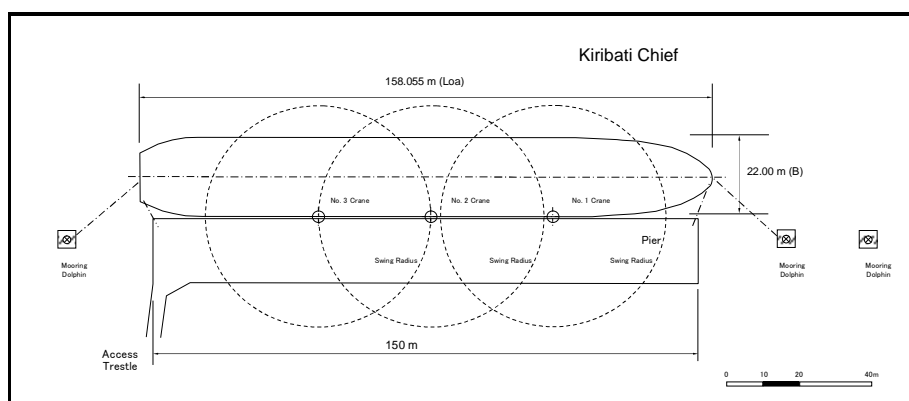 Kiribati Chief
158.055 m (Loa)
22.00 m (B)
No. 3 Crane
No. 2 Crane
No. 1 Crane
Pier
Swing Radius
Swing Radius
Swing Radius
Mooring
Dolphin
Mooring
Dolphin
Mooring
Dolphin
150 m
Access
Trestle
0 10 20 40m